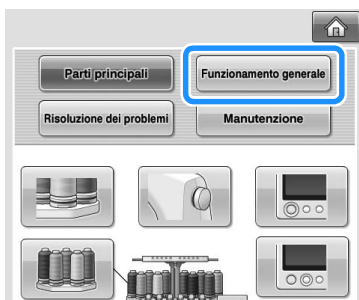 Parti principali
Funzionamento generale
Risoluzione dei problemi
Manutenzione